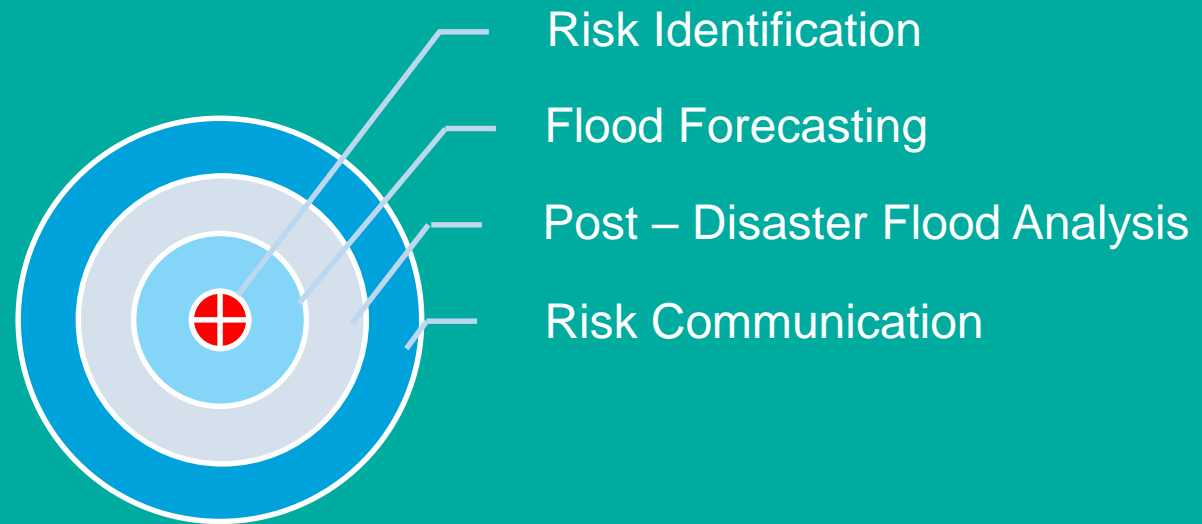 Risk Identification
Flood Forecasting
Post – Disaster Flood Analysis
Risk Communication